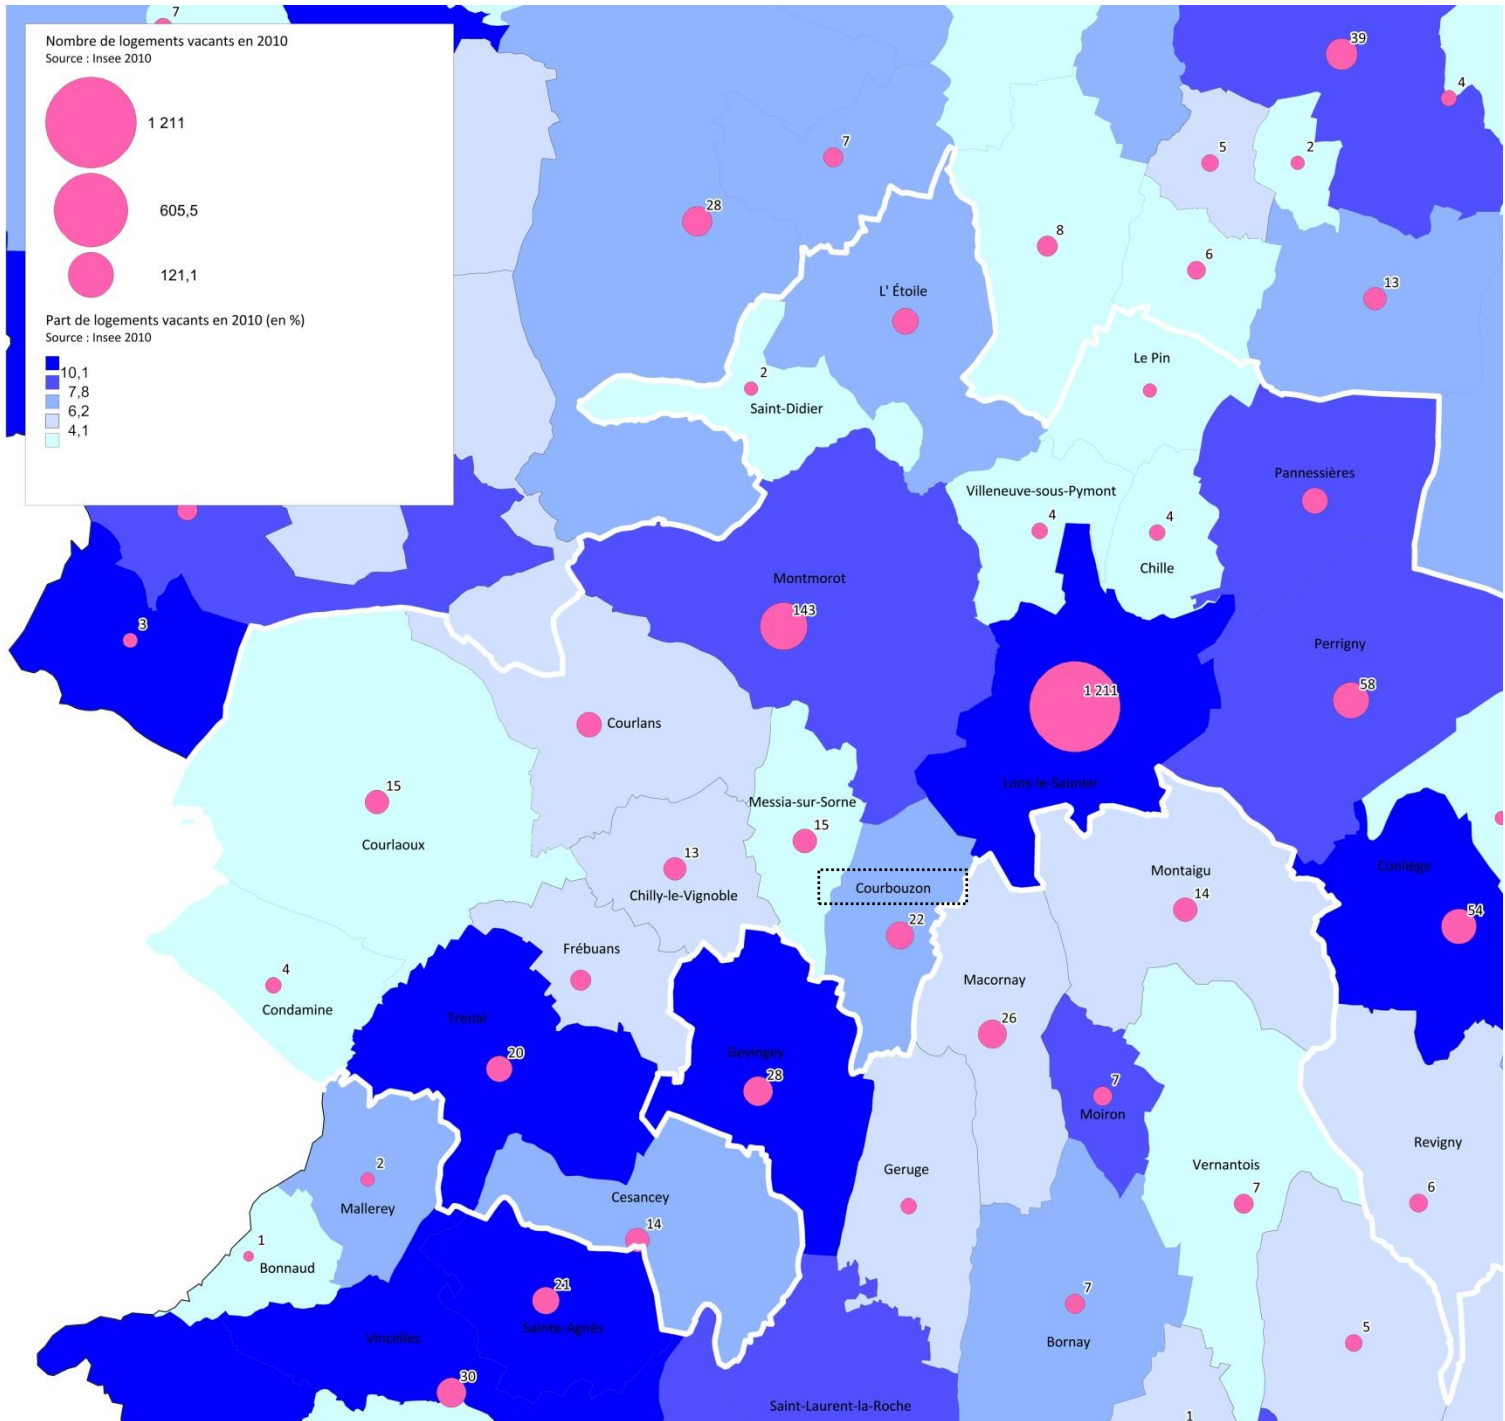 7
Nombre de logements vacants en 2010
Source : Insee 2010
1 211
605,5
121,1
Part de logements vacants en 2010 (en %)
Source : Insee 2010
10,1
7,8
6,2
4,1
39
4
7
5
2
28
8
6
L' Étoile
13
Le Pin
2
Saint-Didier
Pannessières
Villeneuve-sous-Pymont
4
4
Chille
Montmorot
143
3
Perrigny
58
1 211
Courlans
Lons-le-Saunier
15
Courlaoux
Messia-sur-Sorne
15
13
Chilly-le-Vignoble
Courbouzon
22
Montaigu
14
Conliège
54
Frébuans
4
Condamine
Macornay
26
Trenal
20
Gevingey
28
7
Moiron
Revigny
6
2
Mallerey
Cesancey
14
Geruge
Vernantois
7
1
Bonnaud
21
Sainte-Agnès
7
Bornay
5
Vincelles
30
Saint-Laurent-la-Roche
1